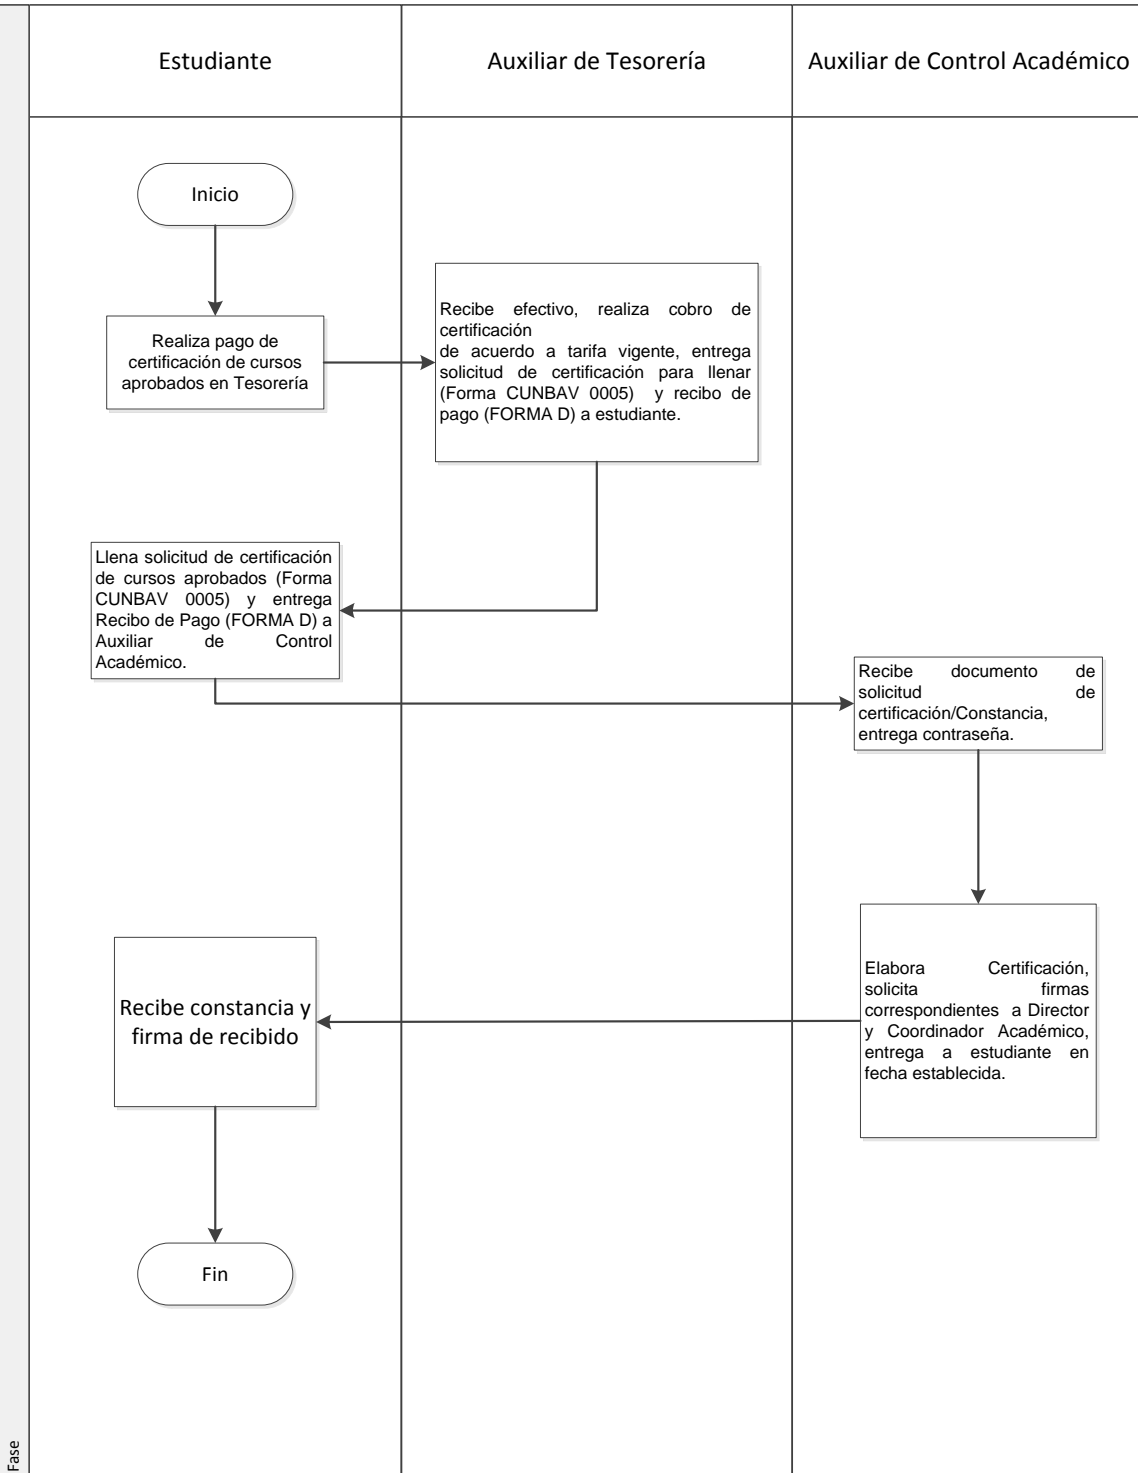 Estudiante
Auxiliar de Tesorería
Auxiliar de Control Académico
Inicio
Realiza pago de
certificación de cursos
aprobados en Tesorería
Recibe efectivo, realiza cobro de
certificación
de acuerdo a tarifa vigente, entrega
solicitud de certificación para llenar
(Forma CUNBAV 0005) y recibo de
pago (FORMA D) a estudiante.
Llena solicitud de certificación
de cursos aprobados (Forma
CUNBAV 0005) y entrega
Recibo de Pago (FORMA D) a
Auxiliar de Control
Académico.
Recibe documento de
solicitud de
certificación/Constancia,
entrega contraseña.
Elabora Certificación,
solicita firmas
correspondientes a Director
y Coordinador Académico,
entrega a estudiante en
fecha establecida.
Recibe constancia y
firma de recibido
Fin
Fase